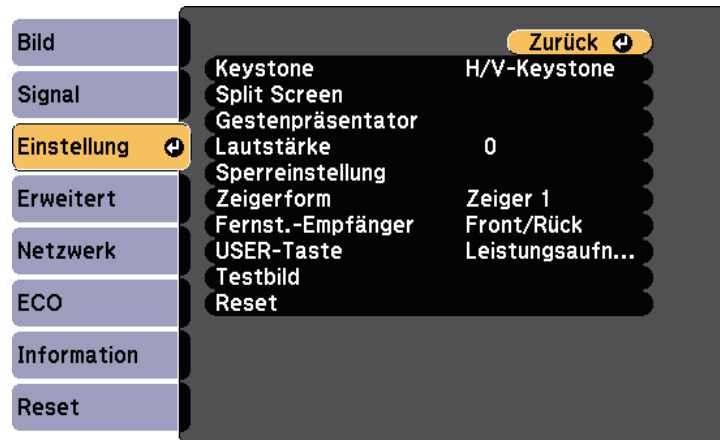 Bild
Signal
Einstellung
Erweitert
Netzwerk
ECO
Information
Reset
Zurück
Keystone H/V-Keystone
Split Screen
Gestenpräsentator
Lautstärke 0
Sperreinstellung
Zeigerform Zeiger 1
Fernst.-Empfänger Front/Rück
USER-Taste Leistungsaufn...
Testbild
Reset